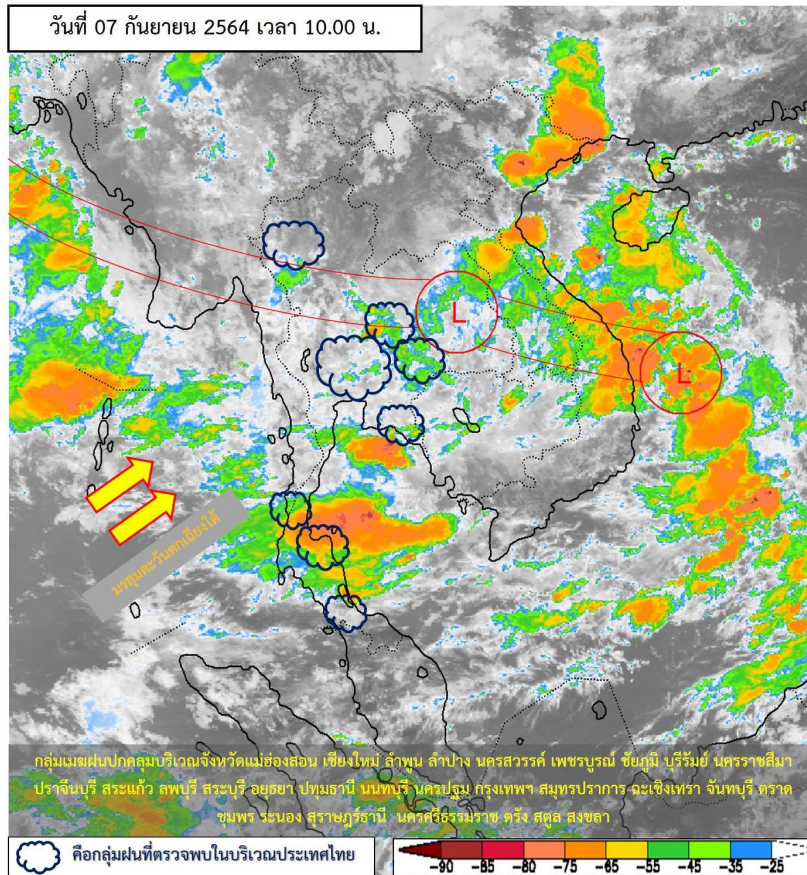 วันที่ 07 กันยายน 2564 เวลา 10.00 น.
L
L
มรสุมตะวันตกเฉียงใต้
กลุ่มเมฆฝนปกคลุมบริเวณจังหวัดแม่ฮ่องสอน เชียงใหม่ ลำพูน ลำปาง นครสวรรค์ เพชรบูรณ์ ชัยภูมิ บุรีรัมย์ นครราชสีมา
ปราจีนบุรี สระแก้ว ลพบุรี สระบุรี อยุธยา ปทุมธานี นนทบุรี นครปฐม กรุงเทพฯ สมุทรปราการ ฉะเชิงเทรา จันทบุรี ตราด
ชุมพร ระนอง สุราษฎร์ธานี นครศรีธรรมราช ตรัง สตูล สงขลา
คือกลุ่มฝนที่ตรวจพบในบริเวณประเทศไทย
-90 -85 -80 -75 -65 -55 -45 -35 -25